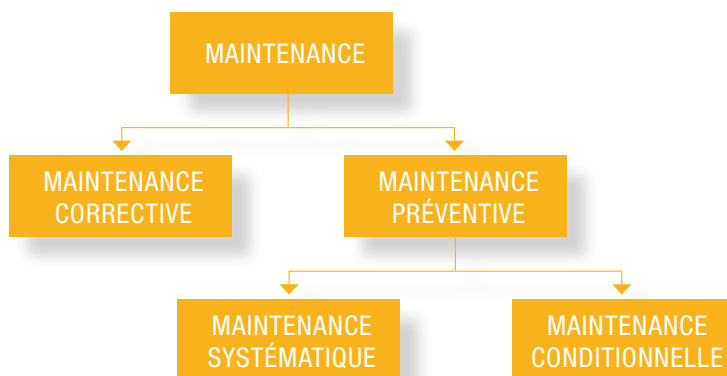 MAINTENANCE
MAINTENANCE
CORRECTIVE
MAINTENANCE
PRÉVENTIVE
MAINTENANCE
SYSTÉMATIQUE
MAINTENANCE
CONDITIONNELLE